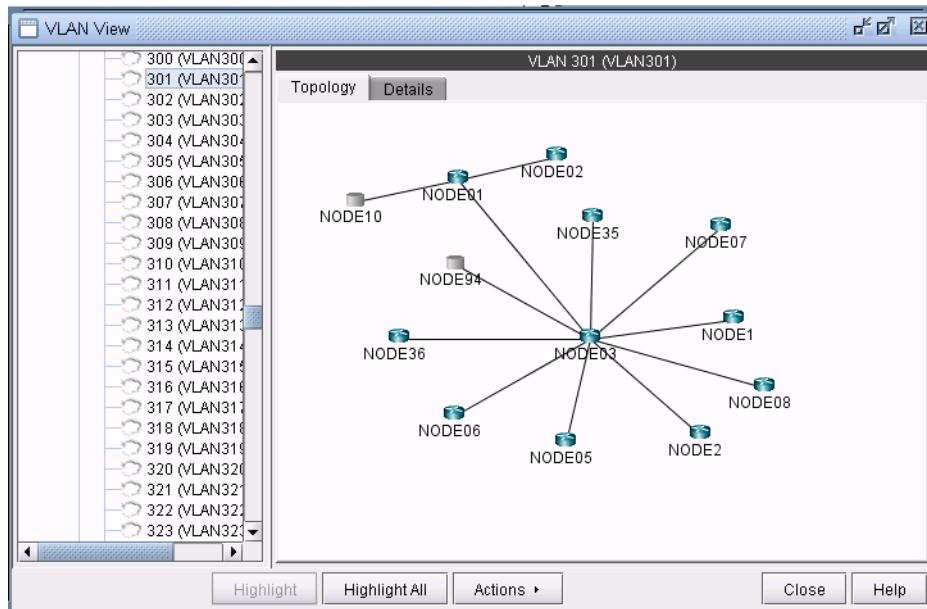 VLAN View
300 (VLAN300
301 (VLAN301
302 (VLAN302
303 (VLAN303
304 (VLAN304
305 (VLAN305
306 (VLAN306
307 (VLAN307
308 (VLAN308
309 (VLAN309
310 (VLAN310
311 (VLAN311
312 (VLAN312
313 (VLAN313
314 (VLAN314
315 (VLAN315
316 (VLAN316
317 (VLAN317
318 (VLAN318
319 (VLAN319
320 (VLAN320
321 (VLAN321
322 (VLAN322
323 (VLAN323
VLAN 301 (VLAN301)
Topology Details
NODE02
NODE01
NODE10
NODE35
NODE07
NODE94
NODE1
NODE36
NODE03
NODE08
NODE06
NODE05
NODE2
Highlight Highlight All Actions Close Help